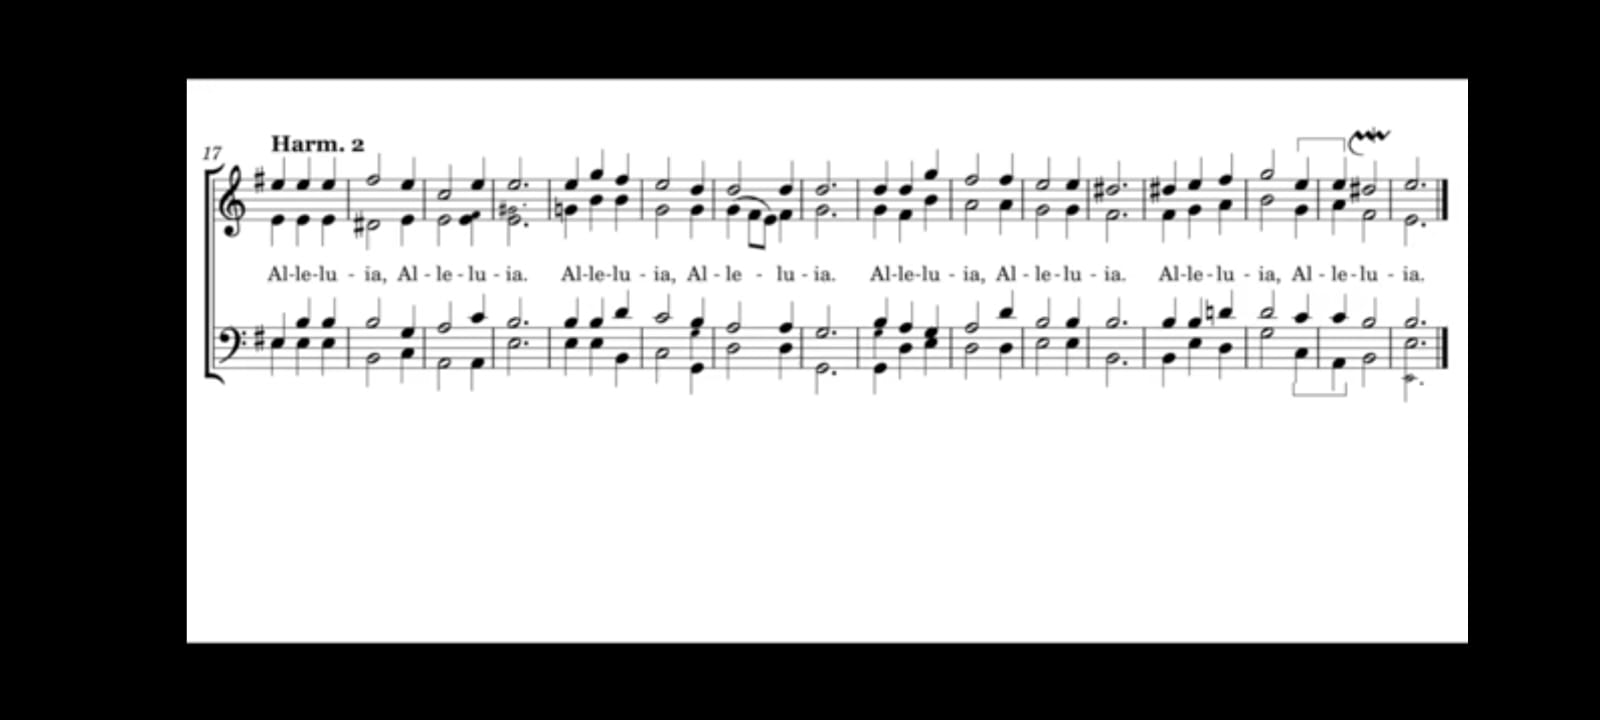 Harm. 2
17
Al-le-lu - ia, Al - le - lu - ia. Al-le-lu - ia, Al - le - lu - ia. Al-le-lu - ia, Al - le-lu - ia. Al-le-lu - ia, Al - le-lu - ia.